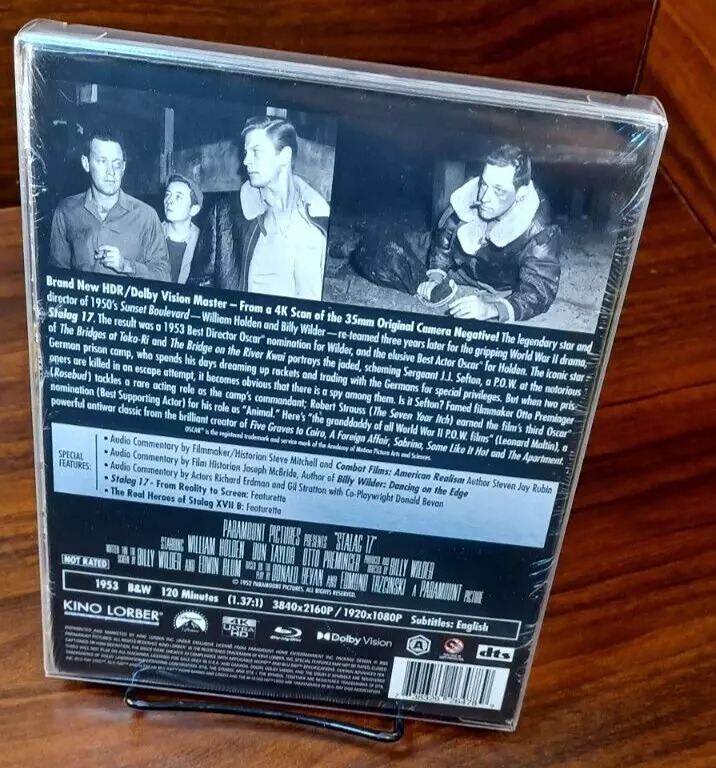 Brand New HDR/Dolby Vision Master – From a 4K Scan of the 35mm Original Camera Negative! The legendary star and
director of 1950's Sunset Boulevard—William Holden and Billy Wilder—re-teamed three years later for the gripping World War II drama,
Stalag 17. The result was a 1953 Best Director Oscar® nomination for Wilder, and the elusive Best Actor Oscar® for Holden. The iconic star
of The Bridges at Toko-Ri and The Bridge on the River Kwai portrays the jaded, scheming Sergeant J.J. Sefton, a P.O.W. at the notorious
German prison camp, who spends his days dreaming up rackets and trading with the Germans for special privileges. But when two pris-
oners are killed in an escape attempt, it becomes obvious that there is a spy among them. Is it Sefton? Famed filmmaker Otto Preminger
(Rosebud) tackles a rare acting role as the camp's commandant; Robert Strauss (The Seven Year Itch) earned the film's third Oscar®
nomination (Best Supporting Actor) for his role as "Animal." Here's "the granddaddy of all World War II P.O.W. films" (Leonard Maltin), a
powerful antiwar classic from the brilliant creator of Five Graves to Cairo, A Foreign Affair, Sabrina, Some Like It Hot and The Apartment.
OSCAR® is the registered trademark and service mark of the Academy of Motion Picture Arts and Sciences.
SPECIAL
FEATURES:
• Audio Commentary by Filmmaker/Historian Steve Mitchell and Combat Films: American Realism Author Steven Jay Rubin
• Audio Commentary by Film Historian Joseph McBride, Author of Billy Wilder: Dancing on the Edge
• Audio Commentary by Actors Richard Erdman and Gil Stratton with Co-Playwright Donald Bevan
• Stalag 17 - From Reality to Screen: Featurette
• The Real Heroes of Stalag XVII B: Featurette
PARAMOUNT PICTURES PRESENTS "STALAG 17"
STARRING WILLIAM HOLDEN DON TAYLOR OTTO PREMINGER PRODUCED AND DIRECTED BY BILLY WILDER
WRITTEN FOR THE SCREEN BY BILLY WILDER AND EDWIN BLUM BASED ON THE PLAY BY DONALD BEVAN AND EDMUND TRZCINSKI A PARAMOUNT PICTURE
© 1952 PARAMOUNT PICTURES. ALL RIGHTS RESERVED.
NOT RATED
1953 B&W 120 Minutes (1.37:1) 3840x2160P/1920x1080P Subtitles: English
KINO LORBER Paramount 4K ULTRA HD Blu-ray Dolby Vision A dts